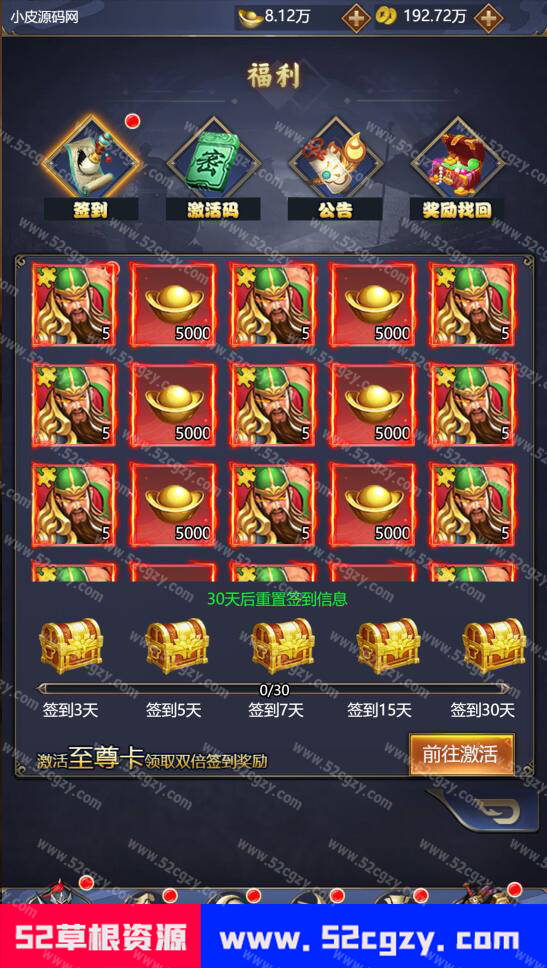 小皮源码网
8.12万
192.72万
福利
签到
激活码
公告
奖励找回
5
5000
5
5000
5
5
5000
5
5000
5
5
5000
5
5000
5
30天后重置签到信息
0/30
签到3天
签到5天
签到7天
签到15天
签到30天
激活至尊卡领取双倍签到奖励
前往激活
52草根资源
www.52cgzy.com